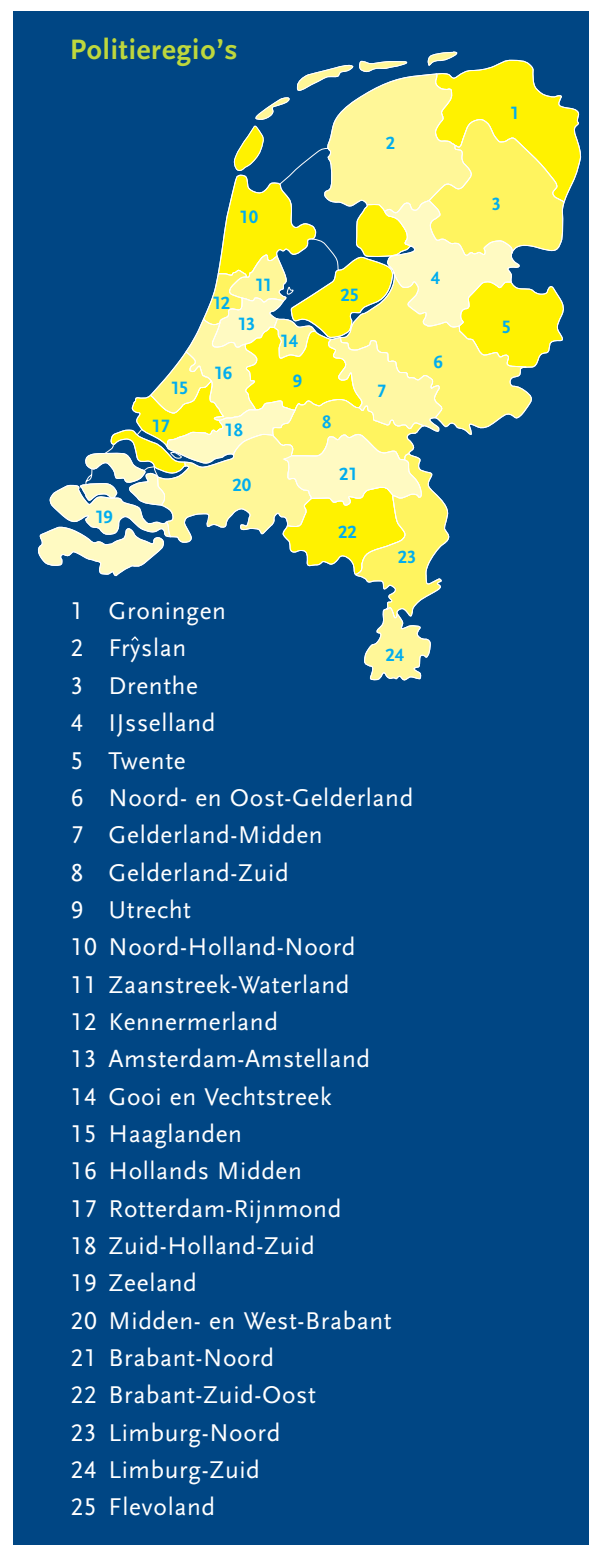 Politieregio's
1
2
3
10
4
11
25
12
13
5
14
6
16
9
15
7
8
17
18
21
20
19
22
23
24
1 Groningen
2 Frŷslan
3 Drenthe
4 IJsselland
5 Twente
6 Noord- en Oost-Gelderland
7 Gelderland-Midden
8 Gelderland-Zuid
9 Utrecht
10 Noord-Holland-Noord
11 Zaanstreek-Waterland
12 Kennermerland
13 Amsterdam-Amstelland
14 Gooi en Vechtstreek
15 Haaglanden
16 Hollands Midden
17 Rotterdam-Rijnmond
18 Zuid-Holland-Zuid
19 Zeeland
20 Midden- en West-Brabant
21 Brabant-Noord
22 Brabant-Zuid-Oost
23 Limburg-Noord
24 Limburg-Zuid
25 Flevoland